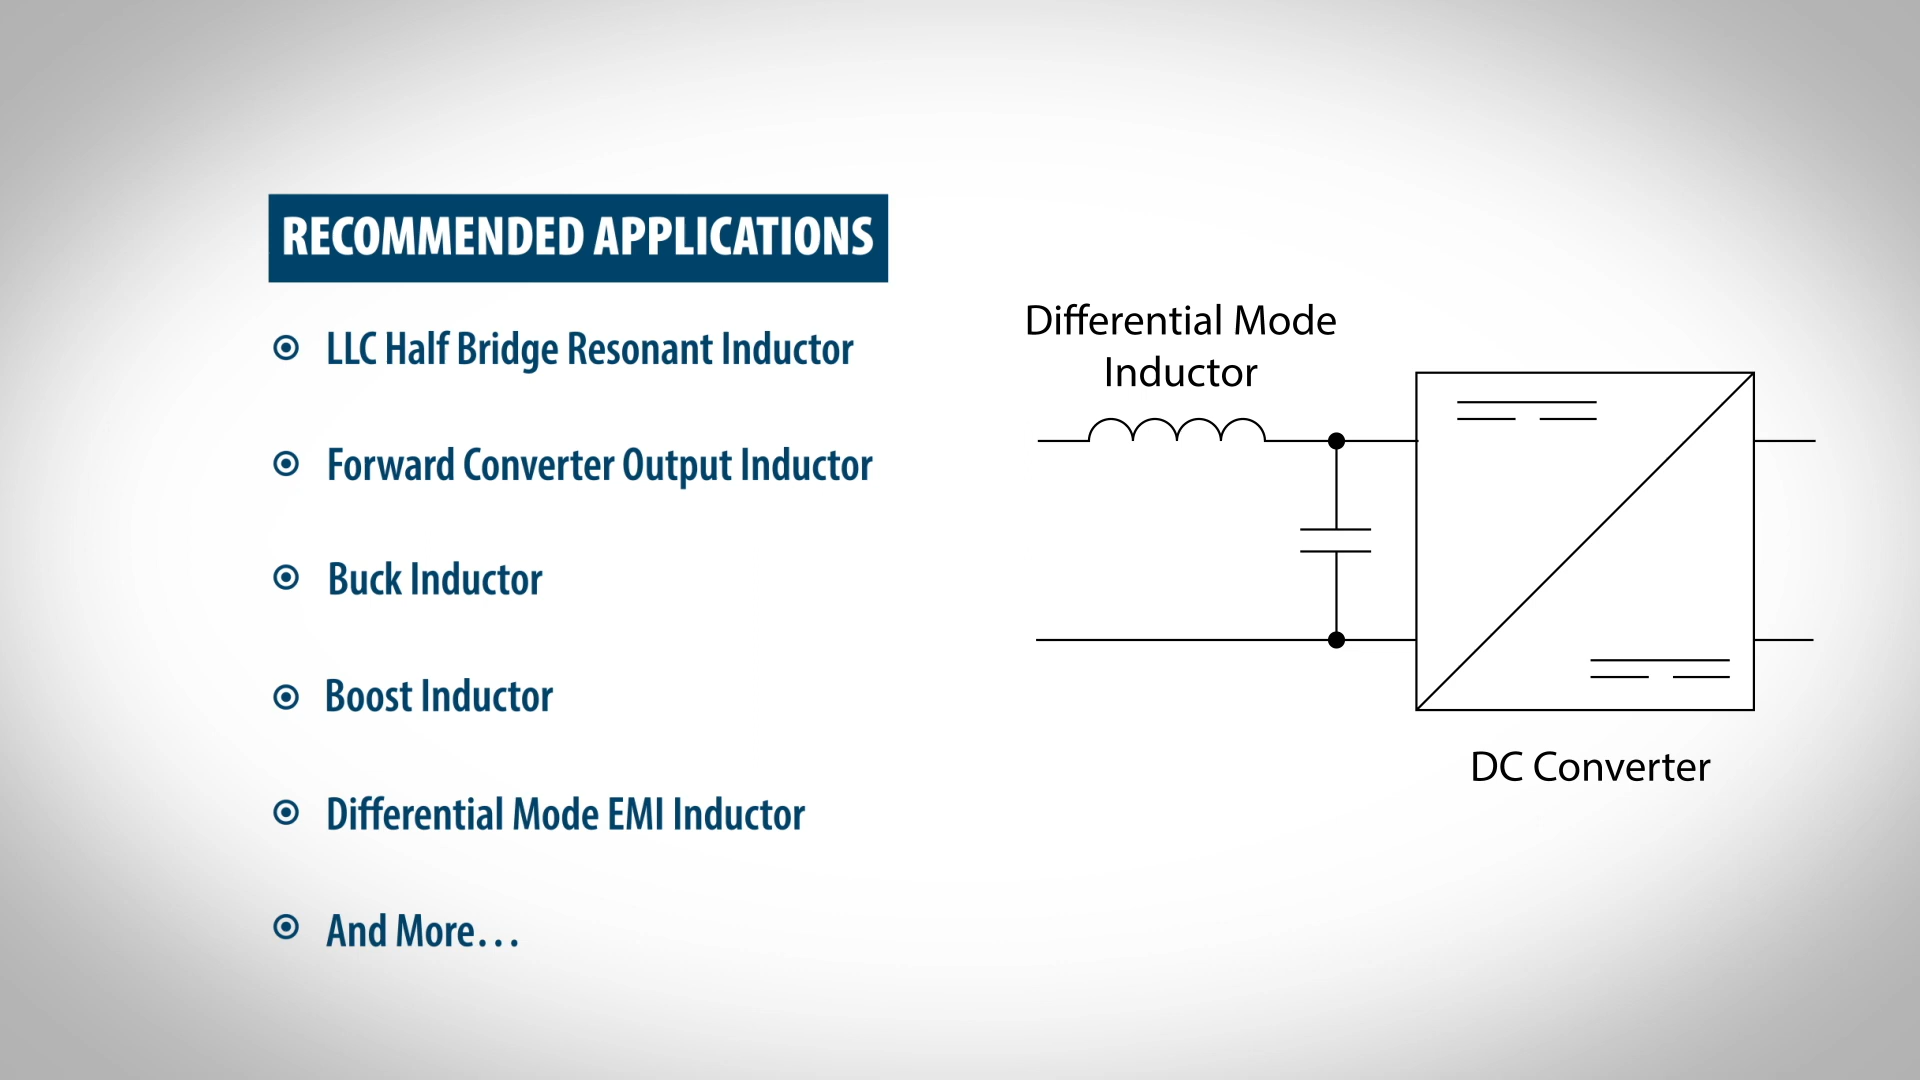 RECOMMENDED APPLICATIONS
LLC Half Bridge Resonant Inductor
Forward Converter Output Inductor
Buck Inductor
Boost Inductor
Differential Mode EMI Inductor
And More...
Differential Mode
Inductor
DC Converter